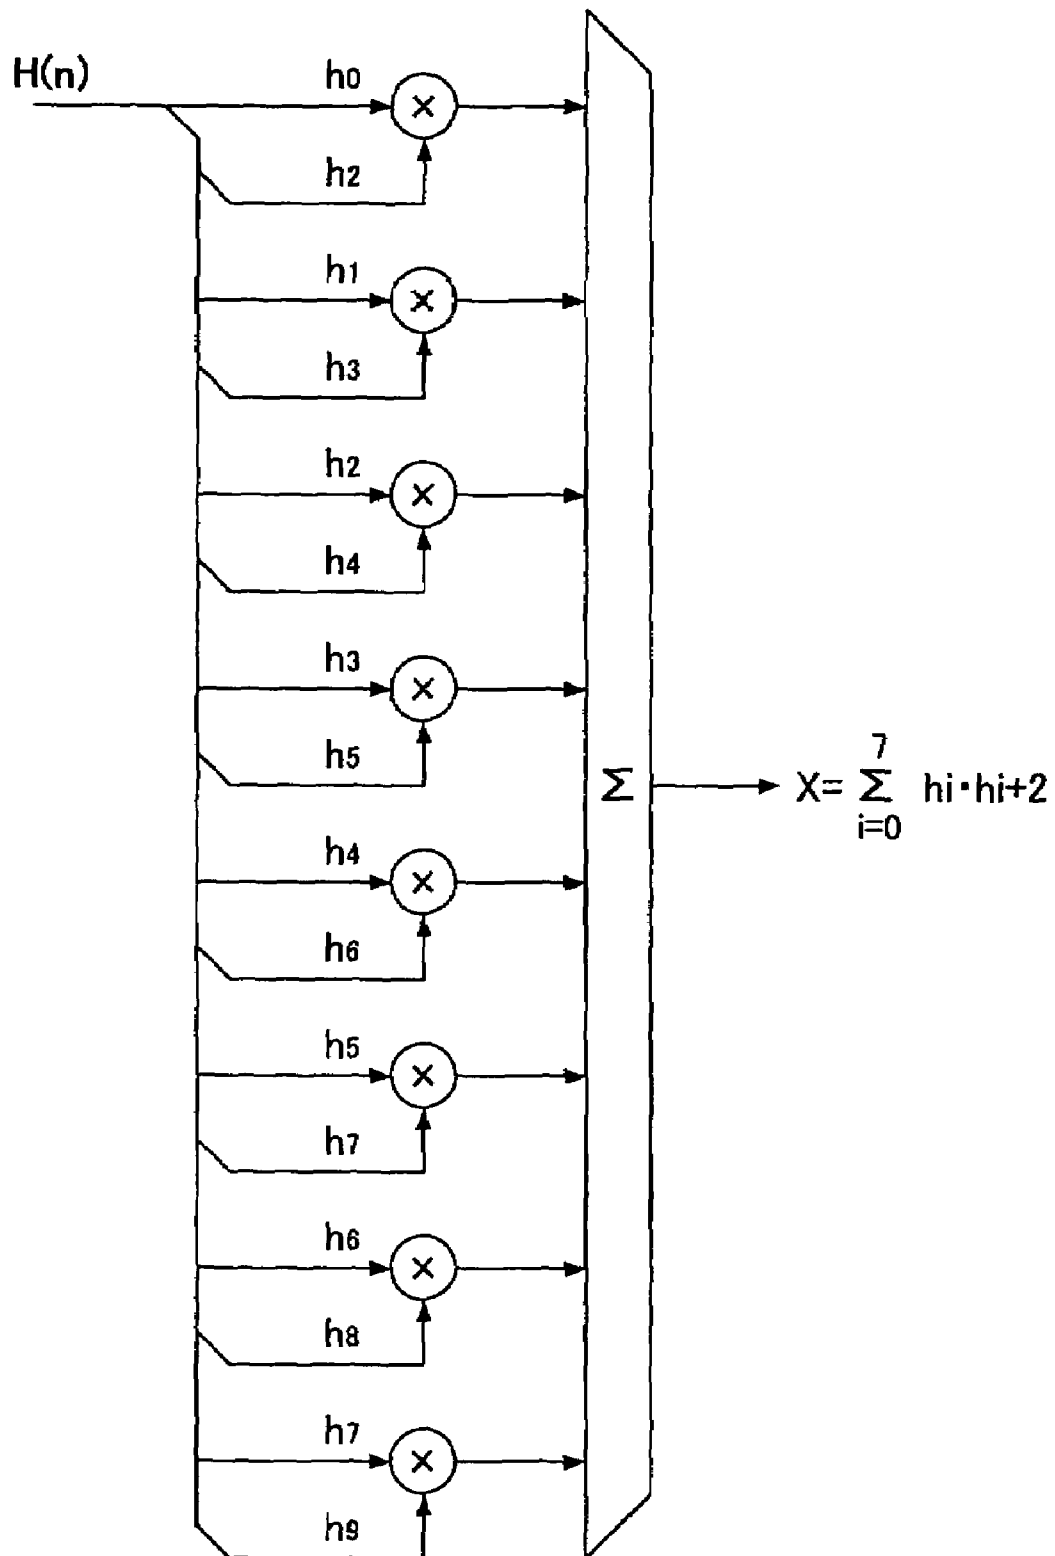 H(n)
h0
×
h2
h1
×
h3
h2
×
h4
h3
×
h5
Σ
X= Σ hi·hi+2
7
i=0
h4
×
h6
h5
×
h7
h6
×
h8
h7
×
h9